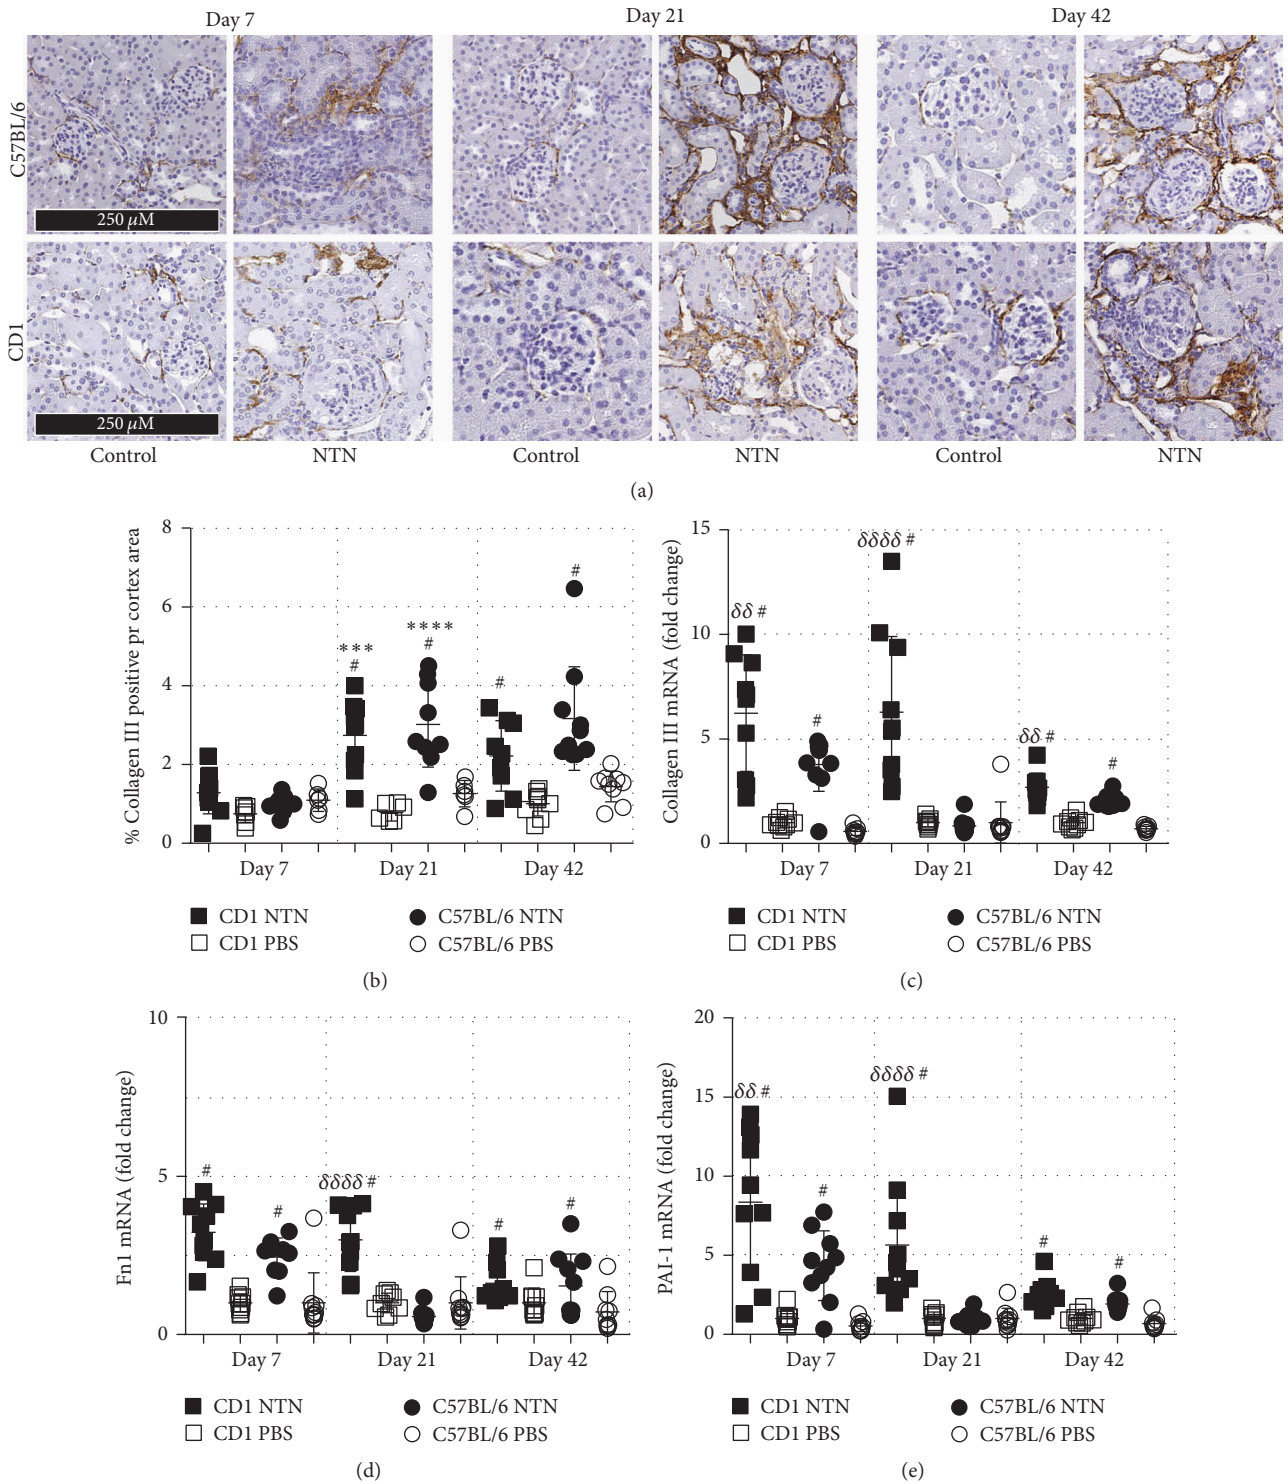 Day 7
Day 21
Day 42
C57BL/6
250 μM
CD1
250 μM
Control
NTN
Control
NTN
Control
NTN
(a)
% Collagen III positive pr cortex area
8
6
4
2
0
***
#
****
#
#
#
Day 7
Day 21
Day 42
CD1 NTN
CD1 PBS
C57BL/6 NTN
C57BL/6 PBS
(b)
Collagen III mRNA (fold change)
15
10
5
0
δδ #
#
δδδδ #
δδ #
#
Day 7
Day 21
Day 42
CD1 NTN
CD1 PBS
C57BL/6 NTN
C57BL/6 PBS
(c)
Fn1 mRNA (fold change)
10
5
0
#
#
δδδδ #
#
#
Day 7
Day 21
Day 42
CD1 NTN
CD1 PBS
C57BL/6 NTN
C57BL/6 PBS
(d)
PAI-1 mRNA (fold change)
20
15
10
5
0
δδ #
#
δδδδ #
#
#
Day 7
Day 21
Day 42
CD1 NTN
CD1 PBS
C57BL/6 NTN
C57BL/6 PBS
(e)